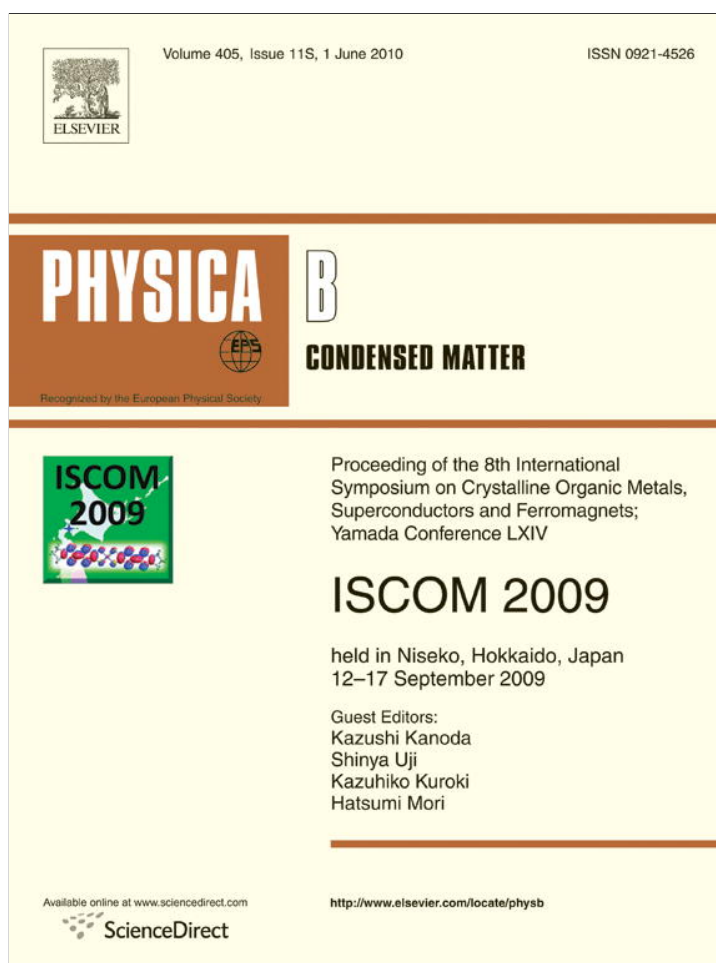 Volume 405, Issue 11S, 1 June 2010
ISSN 0921-4526
ELSEVIER
PHYSICA
B
EPS
CONDENSED MATTER
Recognized by the European Physical Society
ISCOM
2009
Proceeding of the 8th International
Symposium on Crystalline Organic Metals,
Superconductors and Ferromagnets;
Yamada Conference LXIV
ISCOM 2009
held in Niseko, Hokkaido, Japan
12–17 September 2009
Guest Editors:
Kazushi Kanoda
Shinya Uji
Kazuhiko Kuroki
Hatsumi Mori
Available online at www.sciencedirect.com
ScienceDirect
http://www.elsevier.com/locate/physb